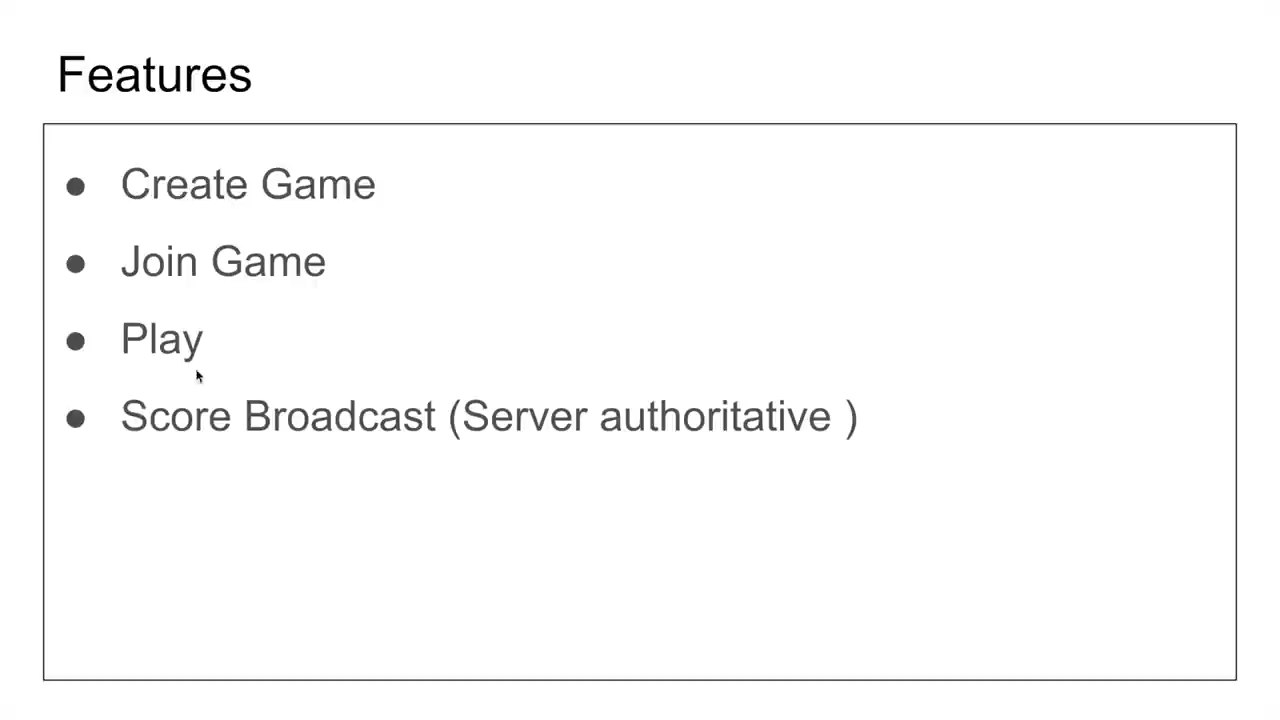 Features
● Create Game
● Join Game
● Play
● Score Broadcast (Server authoritative )